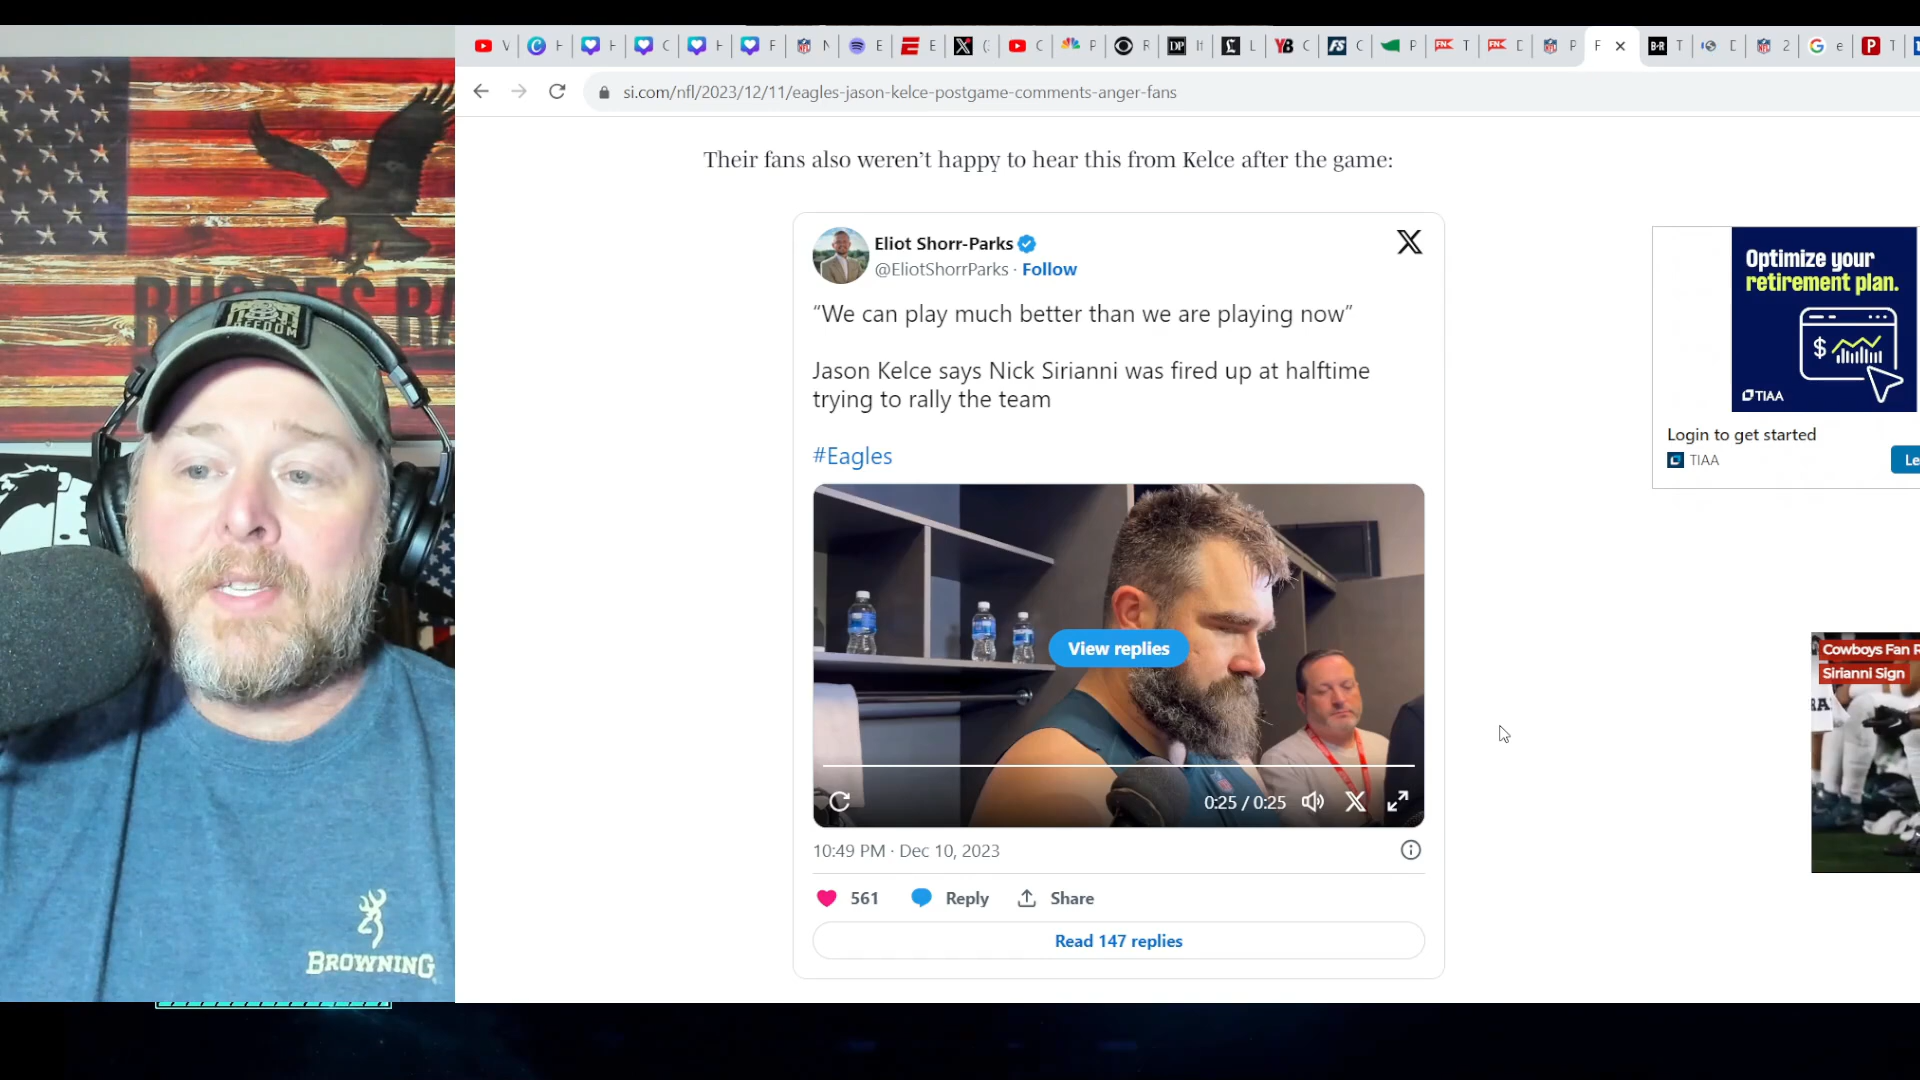 si.com/nfl/2023/12/11/eagles-jason-kelce-postgame-comments-anger-fans
Their fans also weren't happy to hear this from Kelce after the game:
Eliot Shorr-Parks
@EliotShorrParks · Follow
“We can play much better than we are playing now”
Jason Kelce says Nick Sirianni was fired up at halftime
trying to rally the team
#Eagles
View replies
0:25 / 0:25
10:49 PM · Dec 10, 2023
561 Reply Share
Read 147 replies
Optimize your
retirement plan.
$
TIAA
Login to get started
TIAA
Le
Cowboys Fan R
Sirianni Sign
FREEDOM
BROWNING